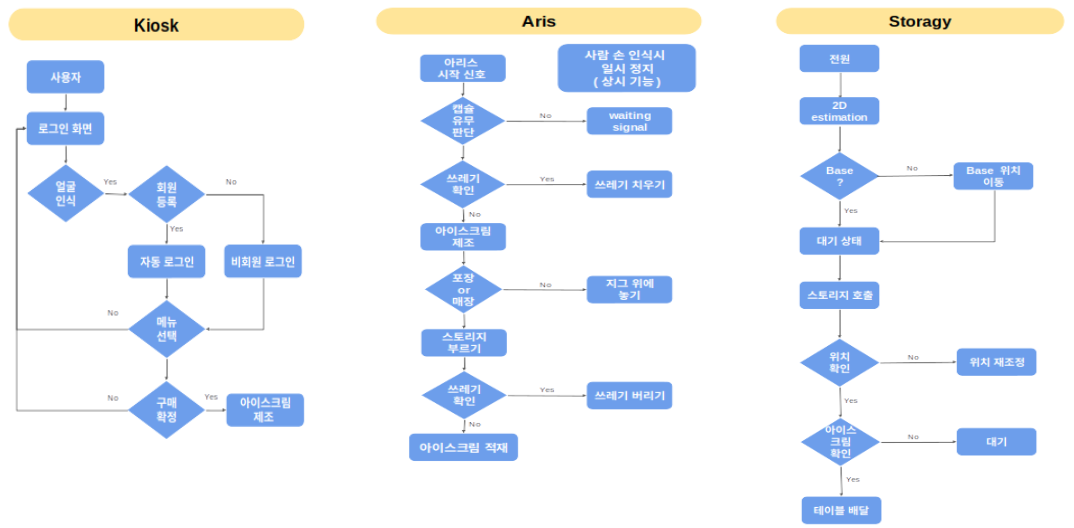 Kiosk
사용자
로그인 화면
얼굴
인식
Yes
회원
등록
No
Yes
자동 로그인
비회원 로그인
No
메뉴
선택
No
구매
확정
Yes
아이스크림
제조
Aris
아리스
시작 신호
사람 손 인식시
일시 정지
( 상시 기능 )
캡슐
유무
판단
No
waiting
signal
쓰레기
확인
Yes
쓰레기 치우기
No
아이스크림
제조
포장
or
매장
No
지그 위에
놓기
스토리지
부르기
쓰레기
확인
Yes
쓰레기 버리기
No
아이스크림 적재
Storagy
전원
2D
estimation
Base
?
No
Base 위치
이동
Yes
대기 상태
스토리지 호출
위치
확인
No
위치 재조정
Yes
아이스
크림
확인
No
대기
Yes
테이블 배달